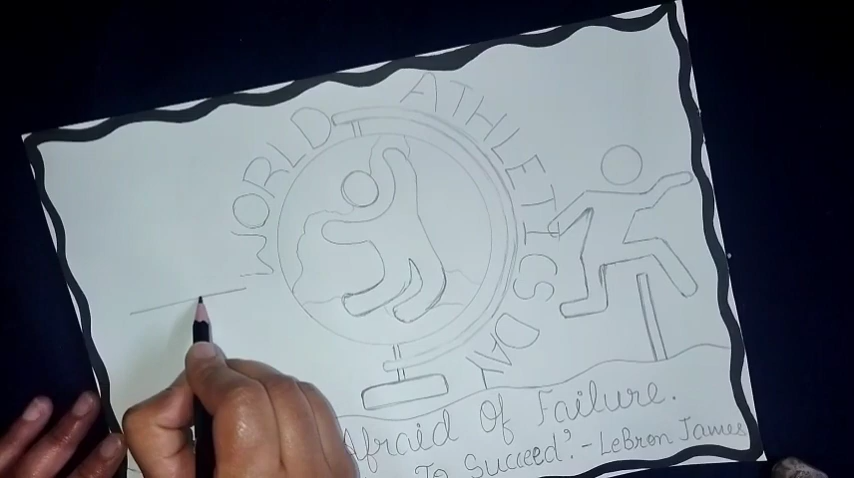 WORLD ATHLETICS DAY
Afraid Of Failure.
To Succeed". - LeBron James